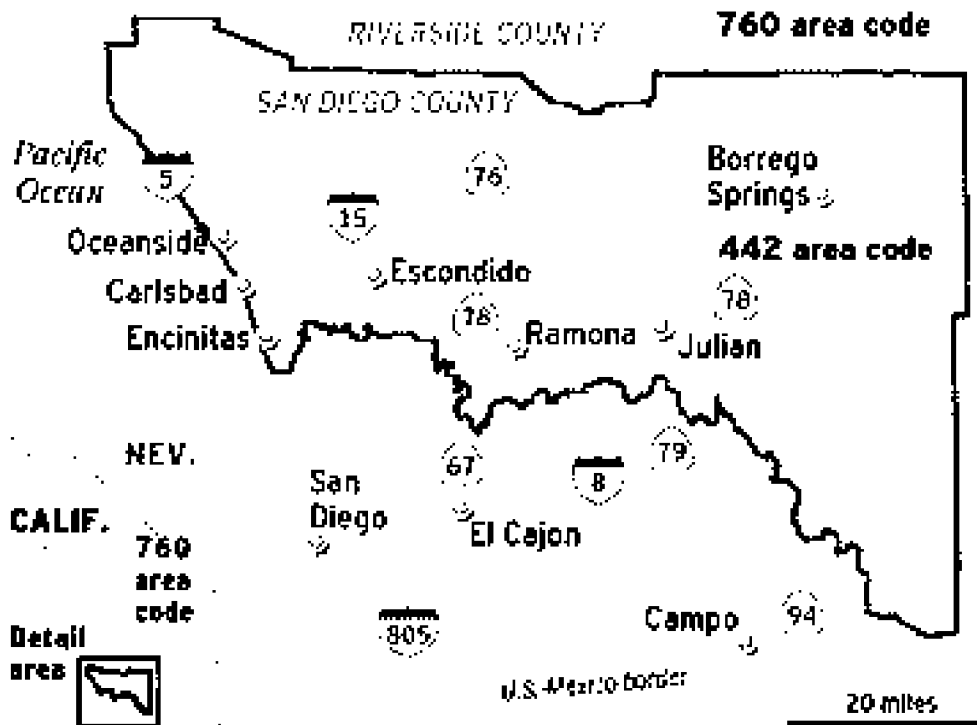 RIVERSIDE COUNTY
760 area code
SAN DIEGO COUNTY
Pacific
Ocean
5
76
15
Borrego
Springs
Oceanside
442 area code
Escondido
Carlsbad
78
78
Encinitas
Ramona
Julian
NEV.
67
79
8
San
Diego
El Cajon
CALIF.
760
area
code
805
Campo
94
Detail
area
U.S.-Mexico border
20 miles